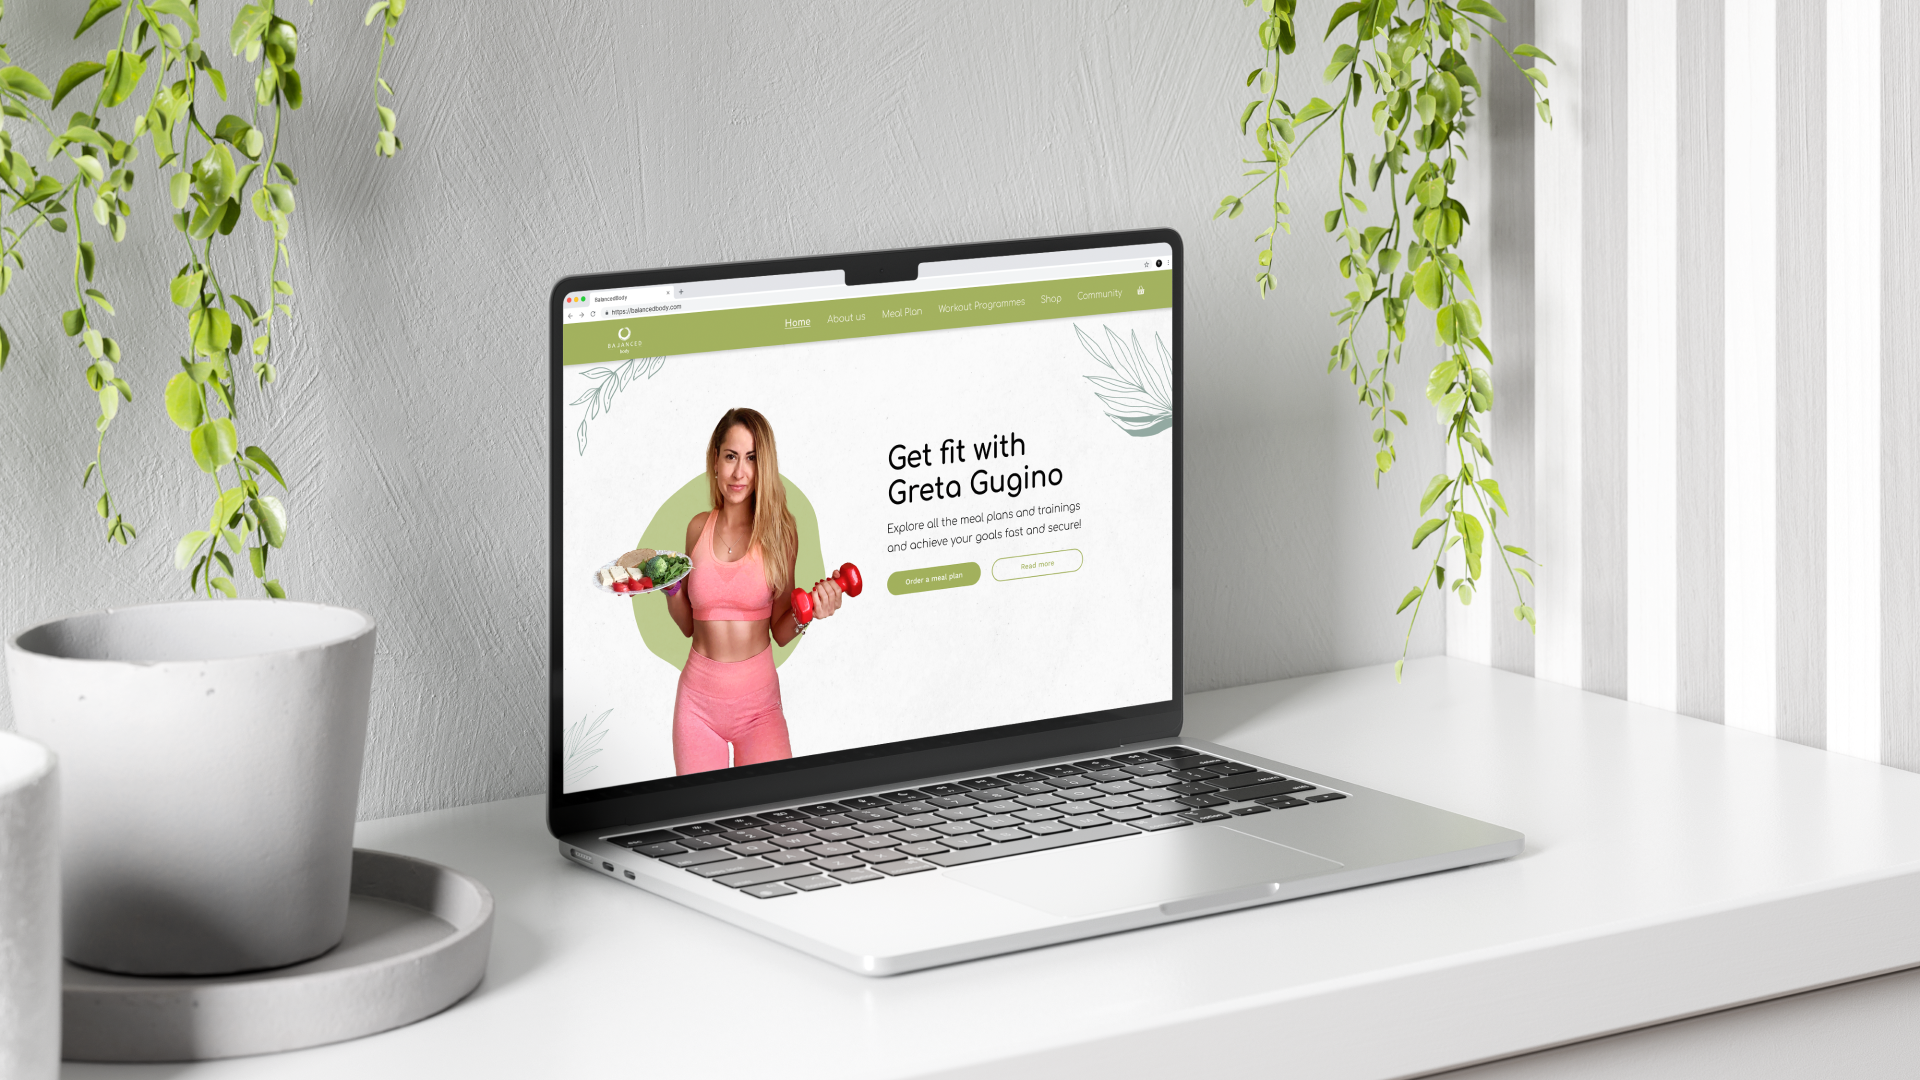 BalancedBody
https://balancedbody.com
BALANCED
body
Home
About us
Meal Plan
Workout Programmes
Shop
Community
Get fit with
Greta Gugino
Explore all the meal plans and trainings
and achieve your goals fast and secure!
Order a meal plan
Read more